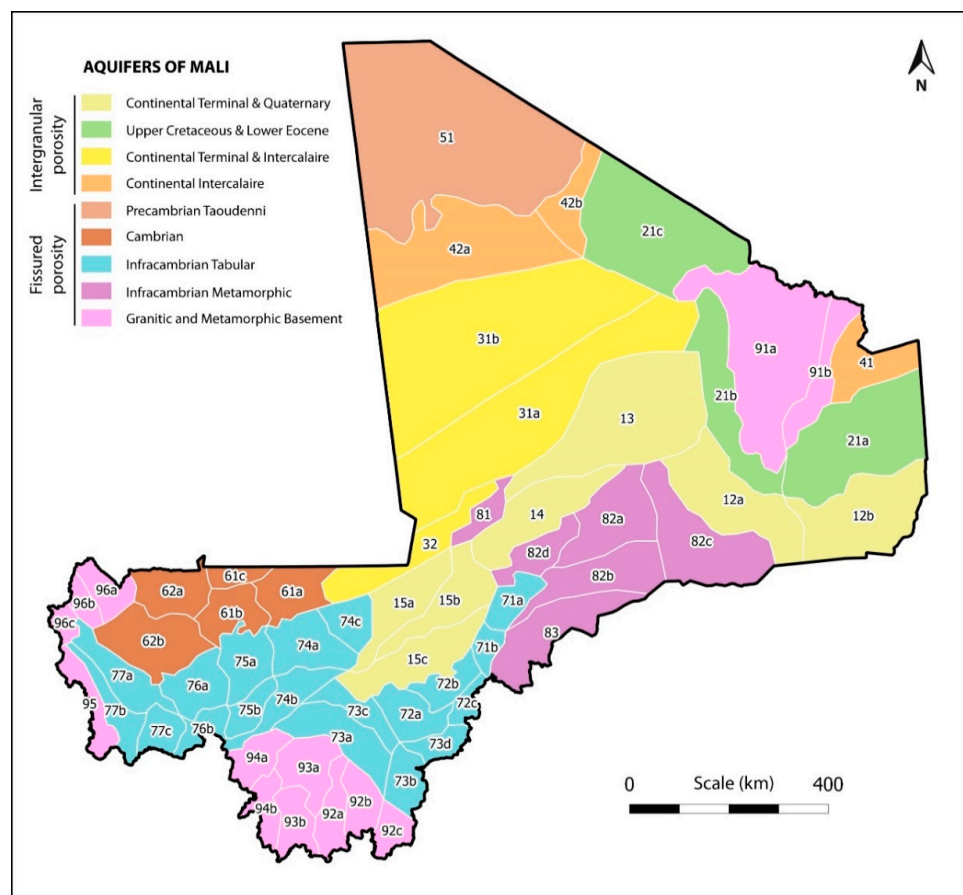 AQUIFERS OF MALI
N
Intergranular
porosity
Continental Terminal & Quaternary
Upper Cretaceous & Lower Eocene
Continental Terminal & Intercalaire
Continental Intercalaire
Fissured
porosity
Precambrian Taoudenni
Cambrian
Infracambrian Tabular
Infracambrian Metamorphic
Granitic and Metamorphic Basement
51
42b
21c
42a
31b
91a
91b
41
21b
31a
13
21a
12a
12b
81
14
82a
32
82d
82c
82b
96a
62a
61c
61a
96b
15a
15b
71a
61b
96c
74c
83
62b
74a
71b
75a
15c
77a
76a
72b
95
77b
75b
74b
73c
72a
72c
77c
76b
73a
73d
94a
93a
73b
94b
93b
92a
92b
92c
0
Scale (km)
400